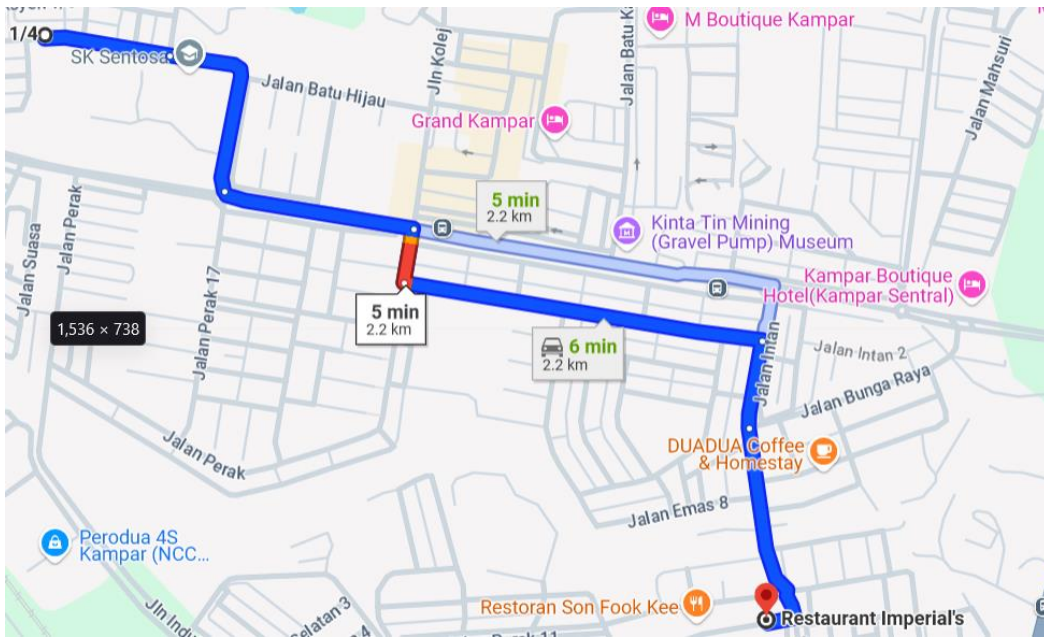 M Boutique Kampar
1/4
SK Sentosa
Jalan Batu Hijau
Jln Kolej
Jalan Mahsuri
Grand Kampar
5 min
2.2 km
Kinta Tin Mining
(Gravel Pump) Museum
Kampar Boutique
Hotel(Kampar Sentral)
Jalan Suasa
Jalan Perak
Jalan Perak 17
1,536 × 738
5 min
2.2 km
6 min
2.2 km
Jalan Intan
Jalan Intan 2
Jalan Bunga Raya
DUADUA Coffee
& Homestay
Jalan Perak
Jalan Emas 8
Perodua 4S
Kampar (NCC...
Restoran Son Fook Kee
Restaurant Imperial's